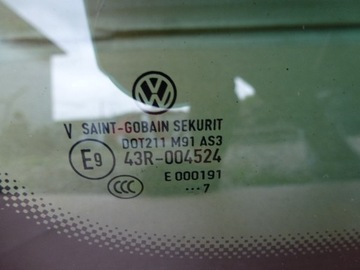 V SAINT-GOBAIN SEKURIT
DOT211 M91 AS3
E9 43R-004524
E 000191
CCC
...7